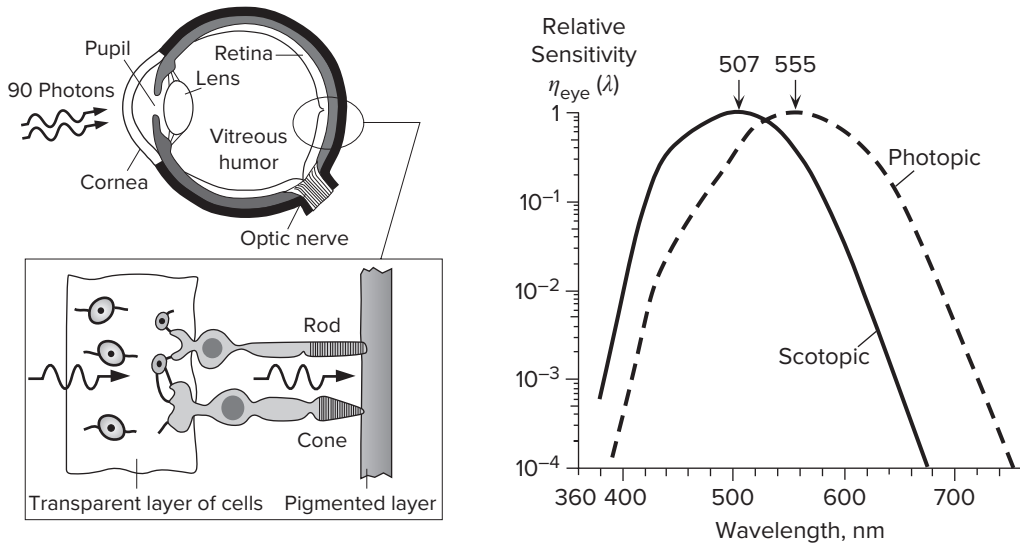 Pupil
Retina
Lens
90 Photons
Vitreous
humor
Cornea
Optic nerve
Rod
Cone
Transparent layer of cells
Pigmented layer
Relative
Sensitivity
η_eye (λ)
507 555
1
10⁻¹
10⁻²
10⁻³
10⁻⁴
Photopic
Scotopic
360 400 500 600 700
Wavelength, nm